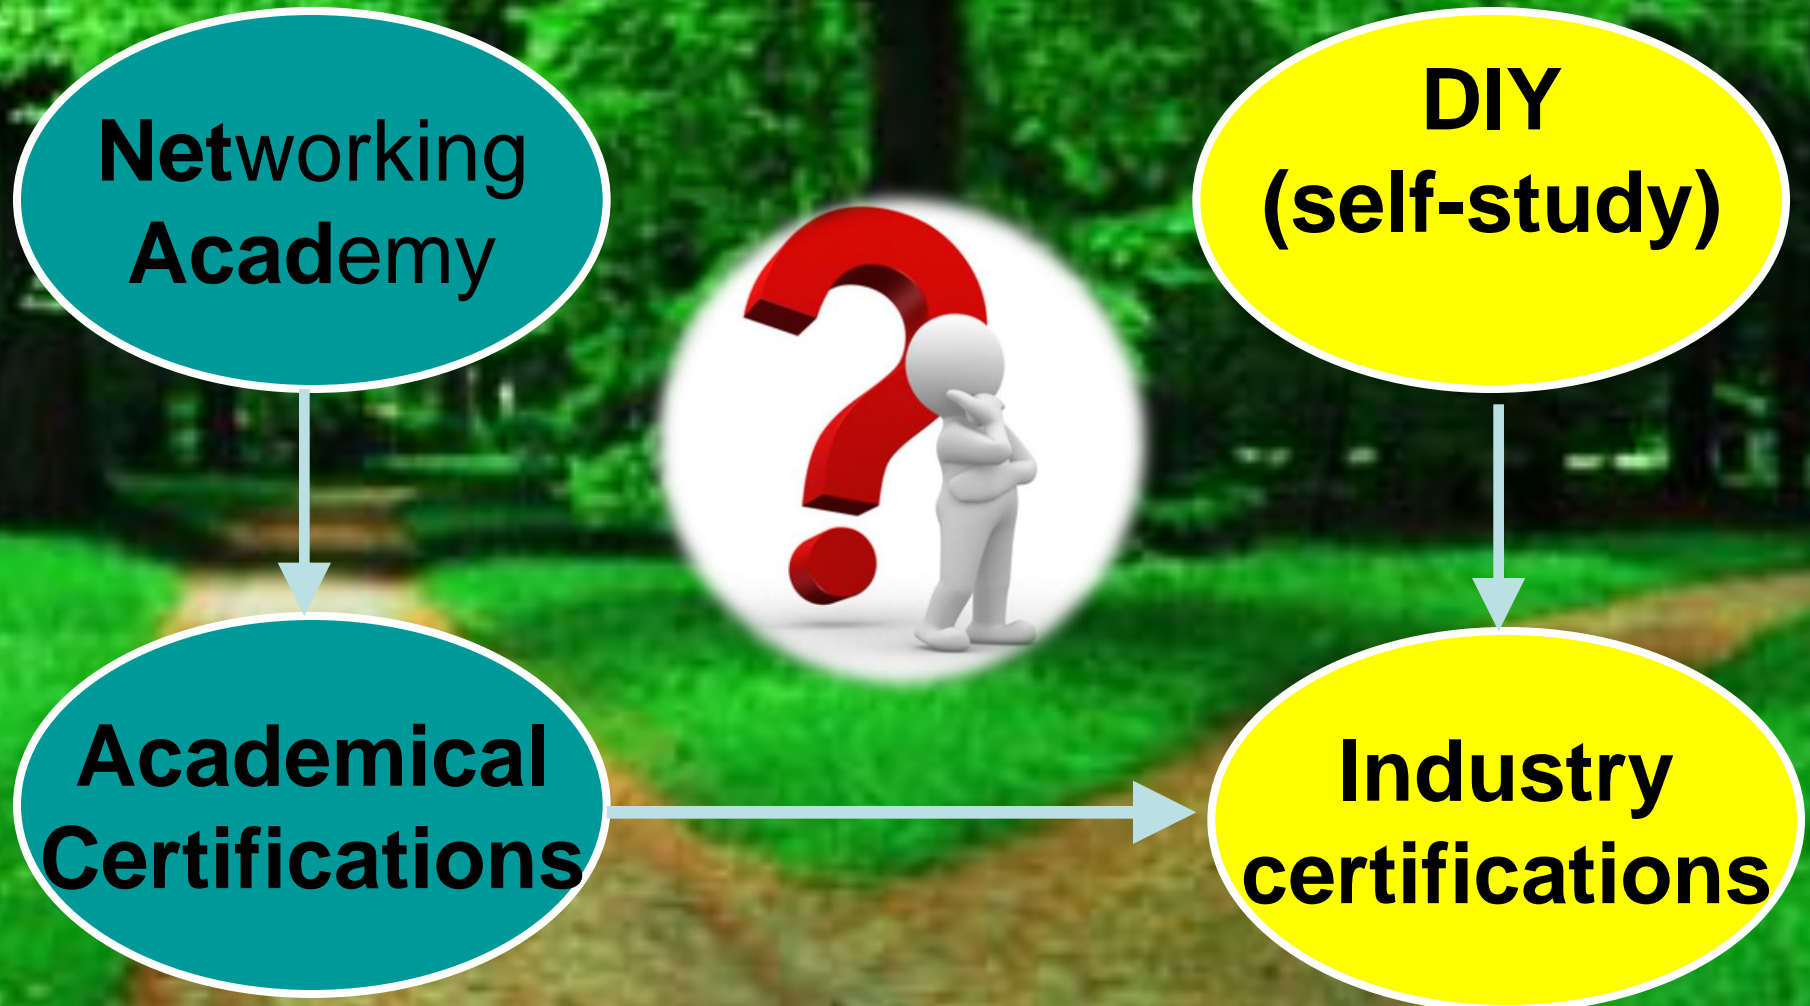 Networking
Academy
DIY
(self-study)
Academical
Certifications
Industry
certifications